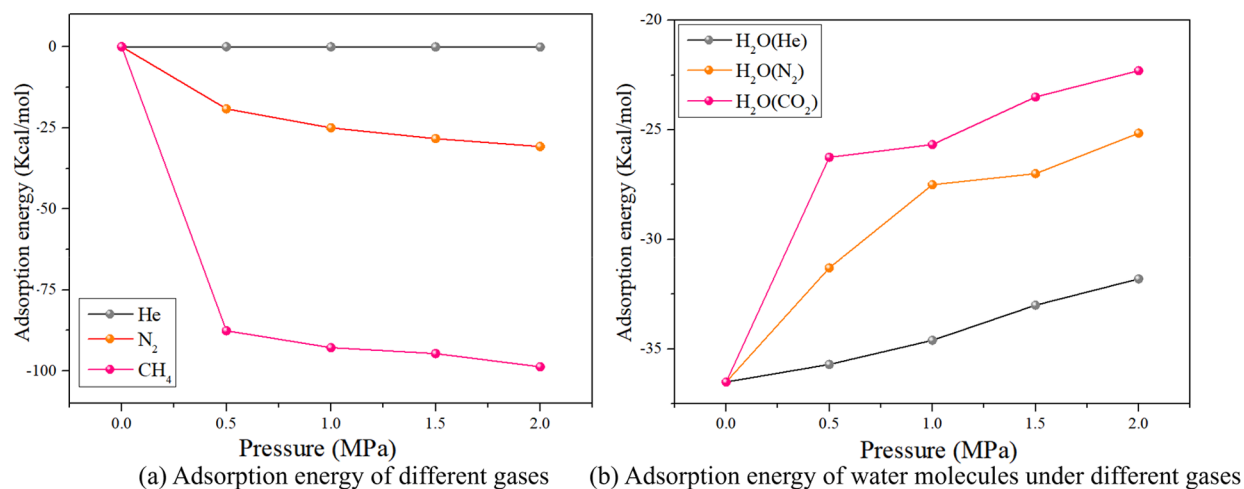 0
-25
-50
-75
-100
Adsorption energy (Kcal/mol)
He
N2
CH4
0.0 0.5 1.0 1.5 2.0
Pressure (MPa)
(a) Adsorption energy of different gases
-20
-25
-31
-35
Adsorption energy (Kcal/mol)
H2O(He)
H2O(N2)
H2O(CO2)
0.0 0.5 1.0 1.5 2.0
Pressure (MPa)
(b) Adsorption energy of water molecules under different gases